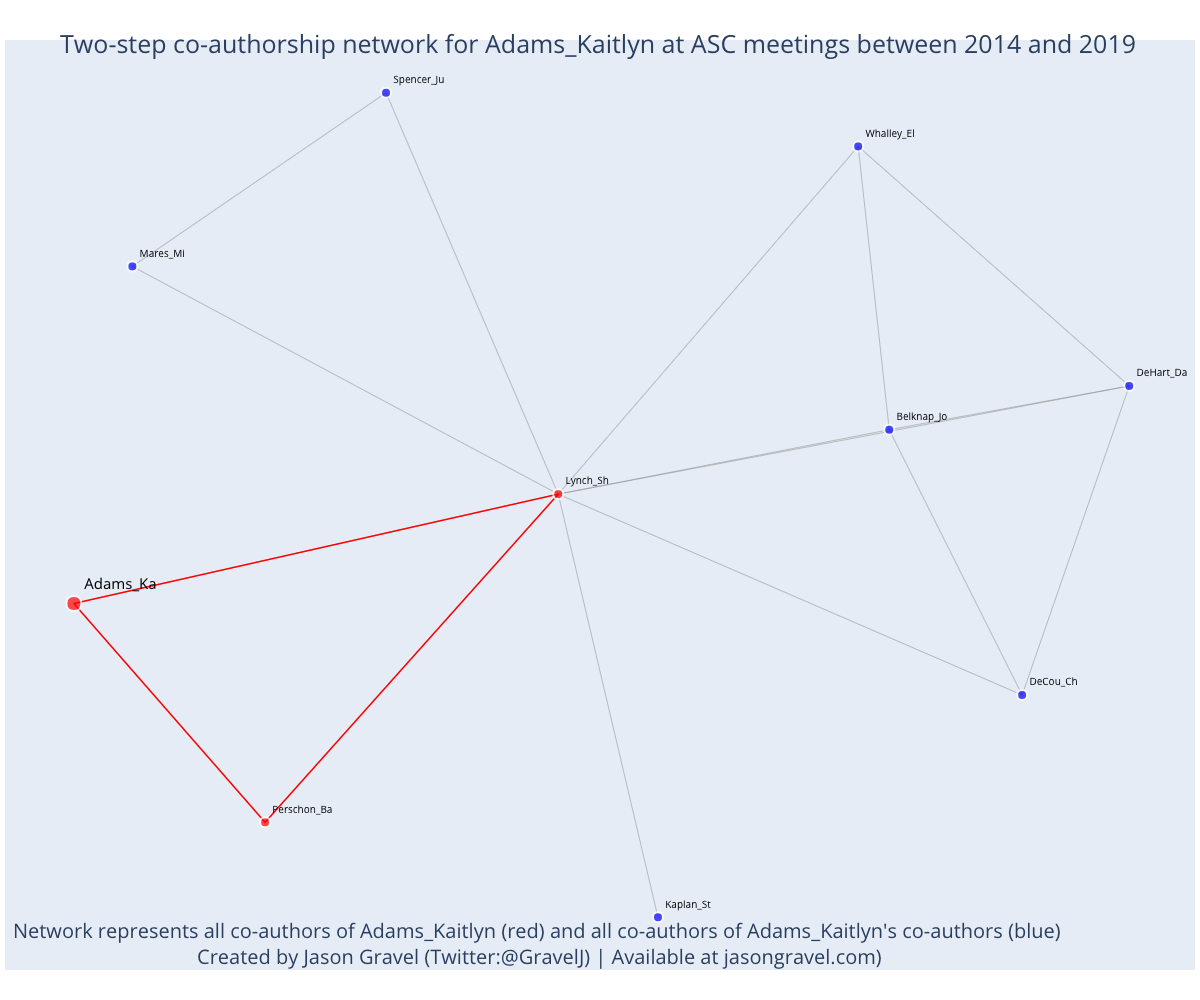 Two-step co-authorship network for Adams_Kaitlyn at ASC meetings between 2014 and 2019
Spencer_Ju
Whalley_El
Mares_Mi
DeHart_Da
Belknap_Jo
Lynch_Sh
Adams_Ka
DeCou_Ch
Perschon_Ba
Kaplan_St
Network represents all co-authors of Adams_Kaitlyn (red) and all co-authors of Adams_Kaitlyn's co-authors (blue)
Created by Jason Gravel (Twitter:@GravelJ) | Available at jasongravel.com)